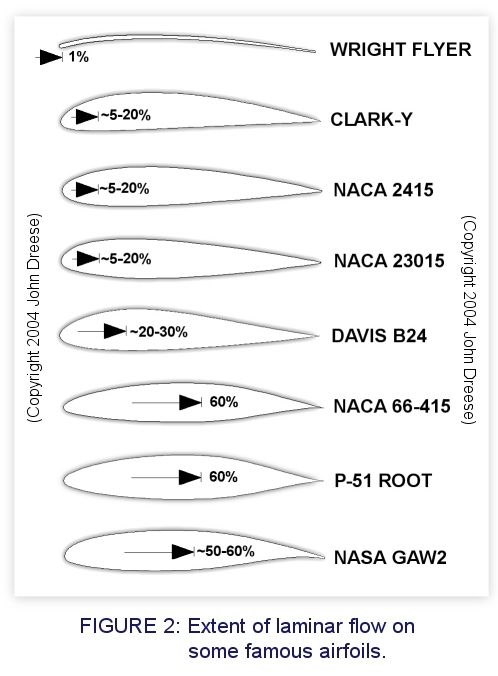 WRIGHT FLYER
1%
CLARK-Y
~5-20%
NACA 2415
~5-20%
NACA 23015
~5-20%
DAVIS B24
~20-30%
NACA 66-415
60%
P-51 ROOT
60%
NASA GAW2
~50-60%
(Copyright 2004 John Dreese)
(Copyright 2004 John Dreese)
FIGURE 2: Extent of laminar flow on
some famous airfoils.